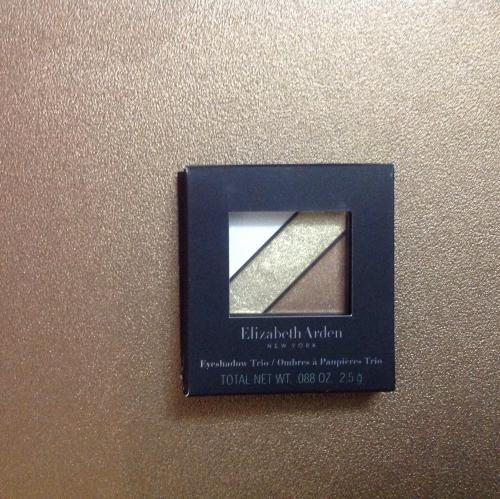 Elizabeth Arden
NEW YORK
Eyeshadow Trio / Ombres à Paupières Trio
TOTAL NET WT. .088 OZ. 2.5 g